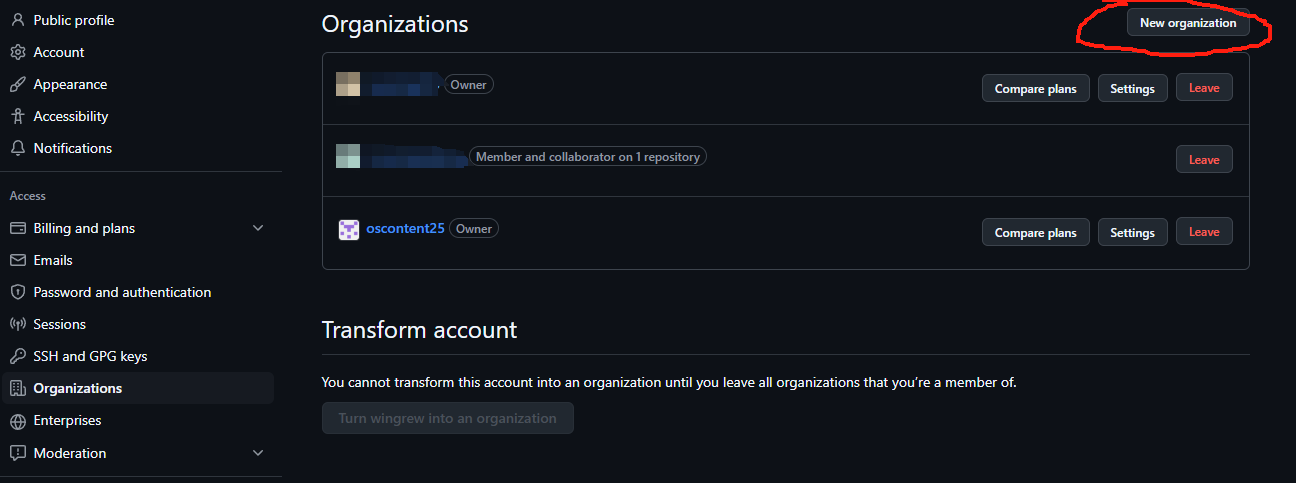 Public profile
Account
Appearance
Accessibility
Notifications
Access
Billing and plans
Emails
Password and authentication
Sessions
SSH and GPG keys
Organizations
Enterprises
Moderation
Organizations
New organization
Owner
Compare plans
Settings
Leave
Member and collaborator on 1 repository
Leave
oscontent25
Owner
Compare plans
Settings
Leave
Transform account
You cannot transform this account into an organization until you leave all organizations that you're a member of.
Turn wingrew into an organization